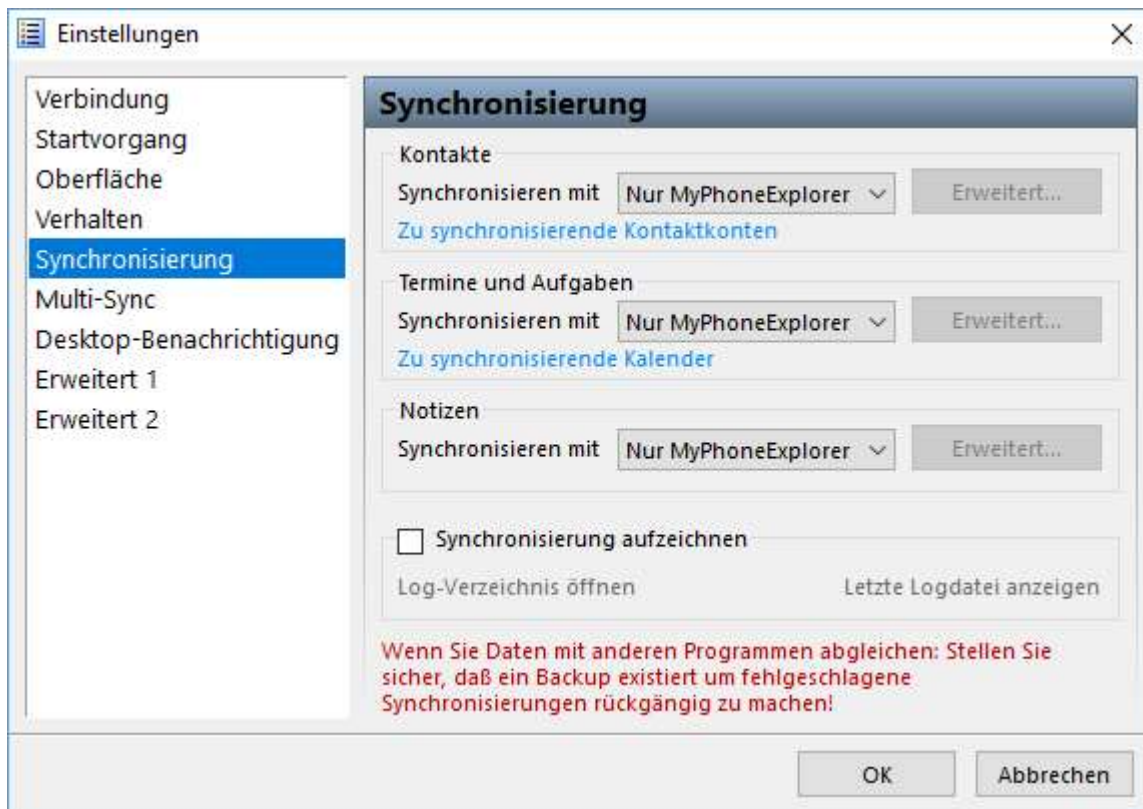 Einstellungen
Verbindung
Startvorgang
Oberfläche
Verhalten
Synchronisierung
Multi-Sync
Desktop-Benachrichtigung
Erweitert 1
Erweitert 2
Synchronisierung
Kontakte
Synchronisieren mit Nur MyPhoneExplorer Erweitert...
Zu synchronisierende Kontaktkonten
Termine und Aufgaben
Synchronisieren mit Nur MyPhoneExplorer Erweitert...
Zu synchronisierende Kalender
Notizen
Synchronisieren mit Nur MyPhoneExplorer Erweitert...
Synchronisierung aufzeichnen
Log-Verzeichnis öffnen Letzte Logdatei anzeigen
Wenn Sie Daten mit anderen Programmen abgleichen: Stellen Sie
sicher, daß ein Backup existiert um fehlgeschlagene
Synchronisierungen rückgängig zu machen!
OK Abbrechen